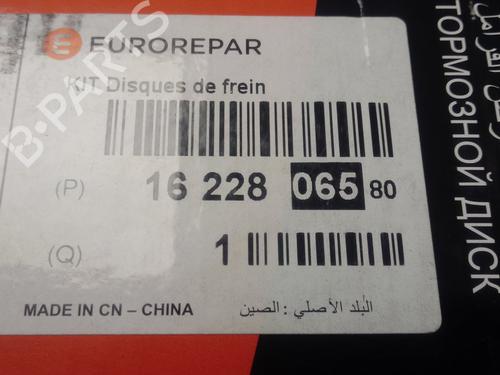 EUROREPAR
KIT Disques de frein
(P) 16 228 065 80
(Q) 1
MADE IN CN – CHINA البلد الأصلي : الصين
ТОРМОЗНОЙ ДИСК
B-PARTS